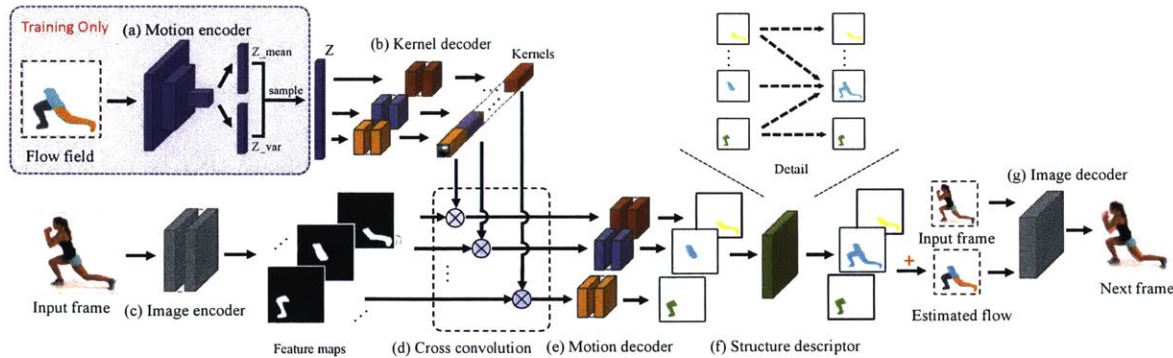 Training Only
(a) Motion encoder
Z_mean
Z_var
sample
Flow field
Z
(b) Kernel decoder
Kernels
Detail
Input frame
(c) Image encoder
Feature maps
(d) Cross convolution
(e) Motion decoder
(f) Structure descriptor
+
Input frame
Estimated flow
(g) Image decoder
Next frame